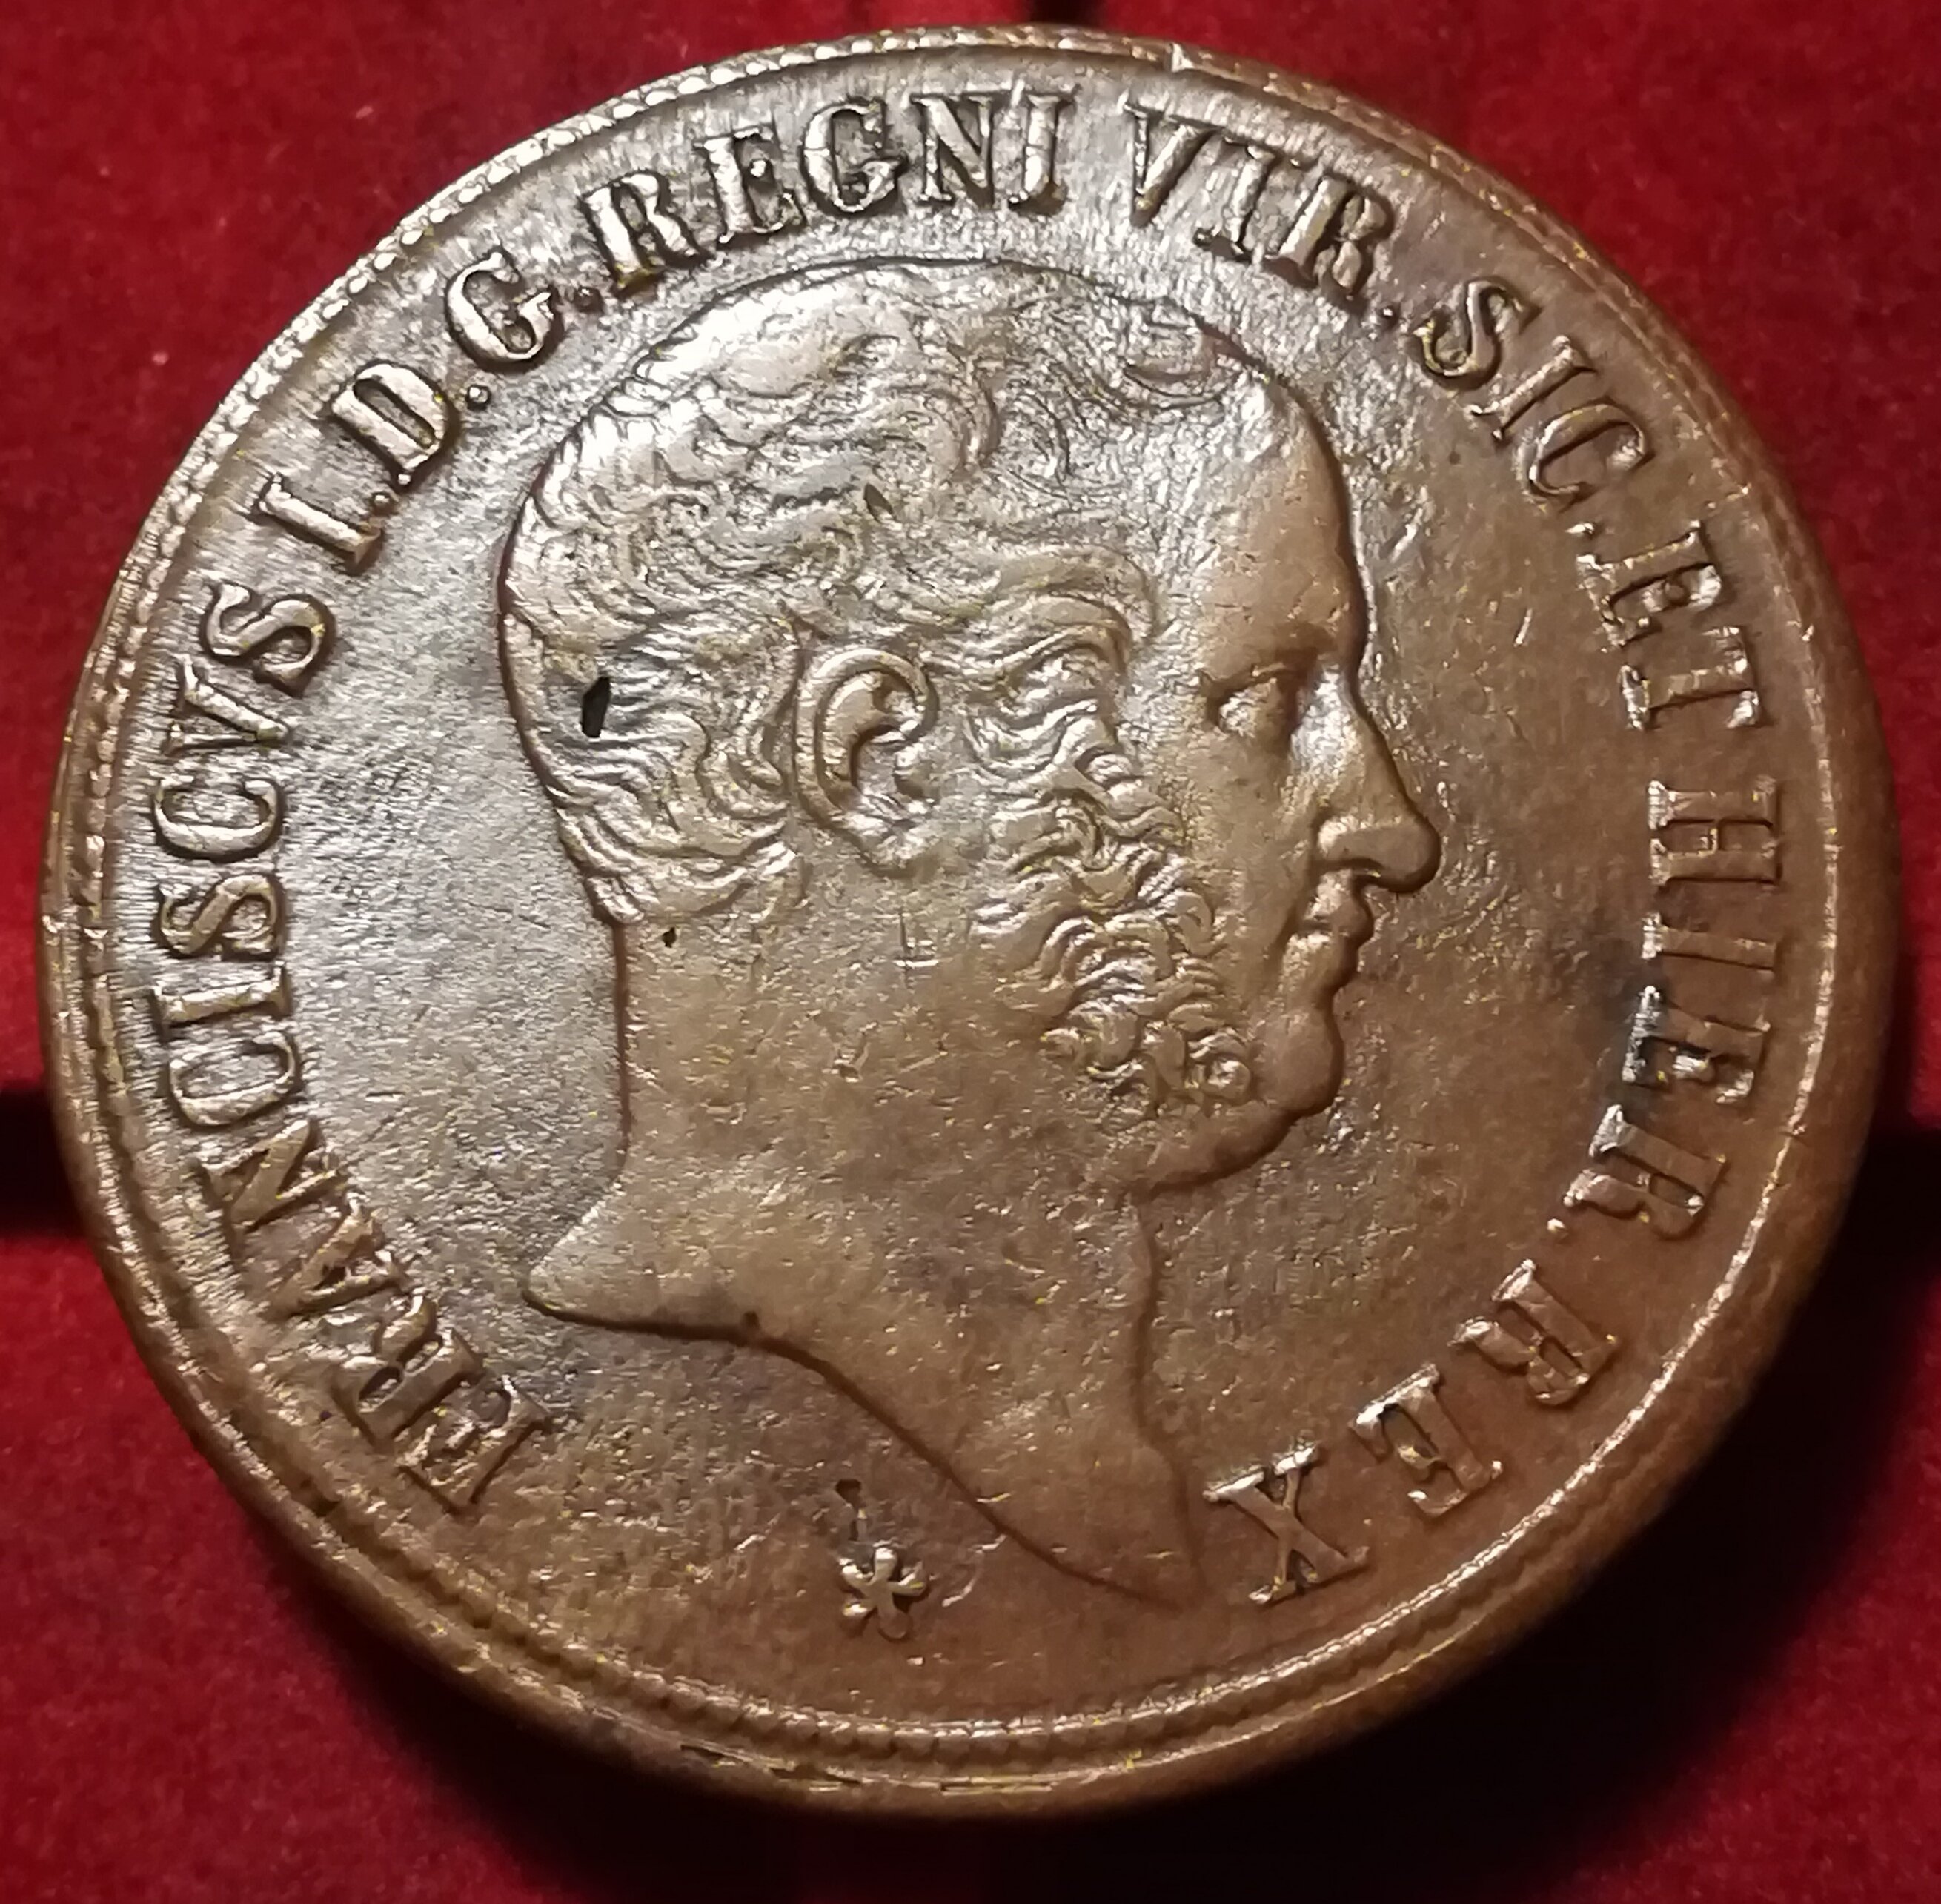 FRANCISCVS I.D.G.REGNI VTR.SIC.ET HIER.REX